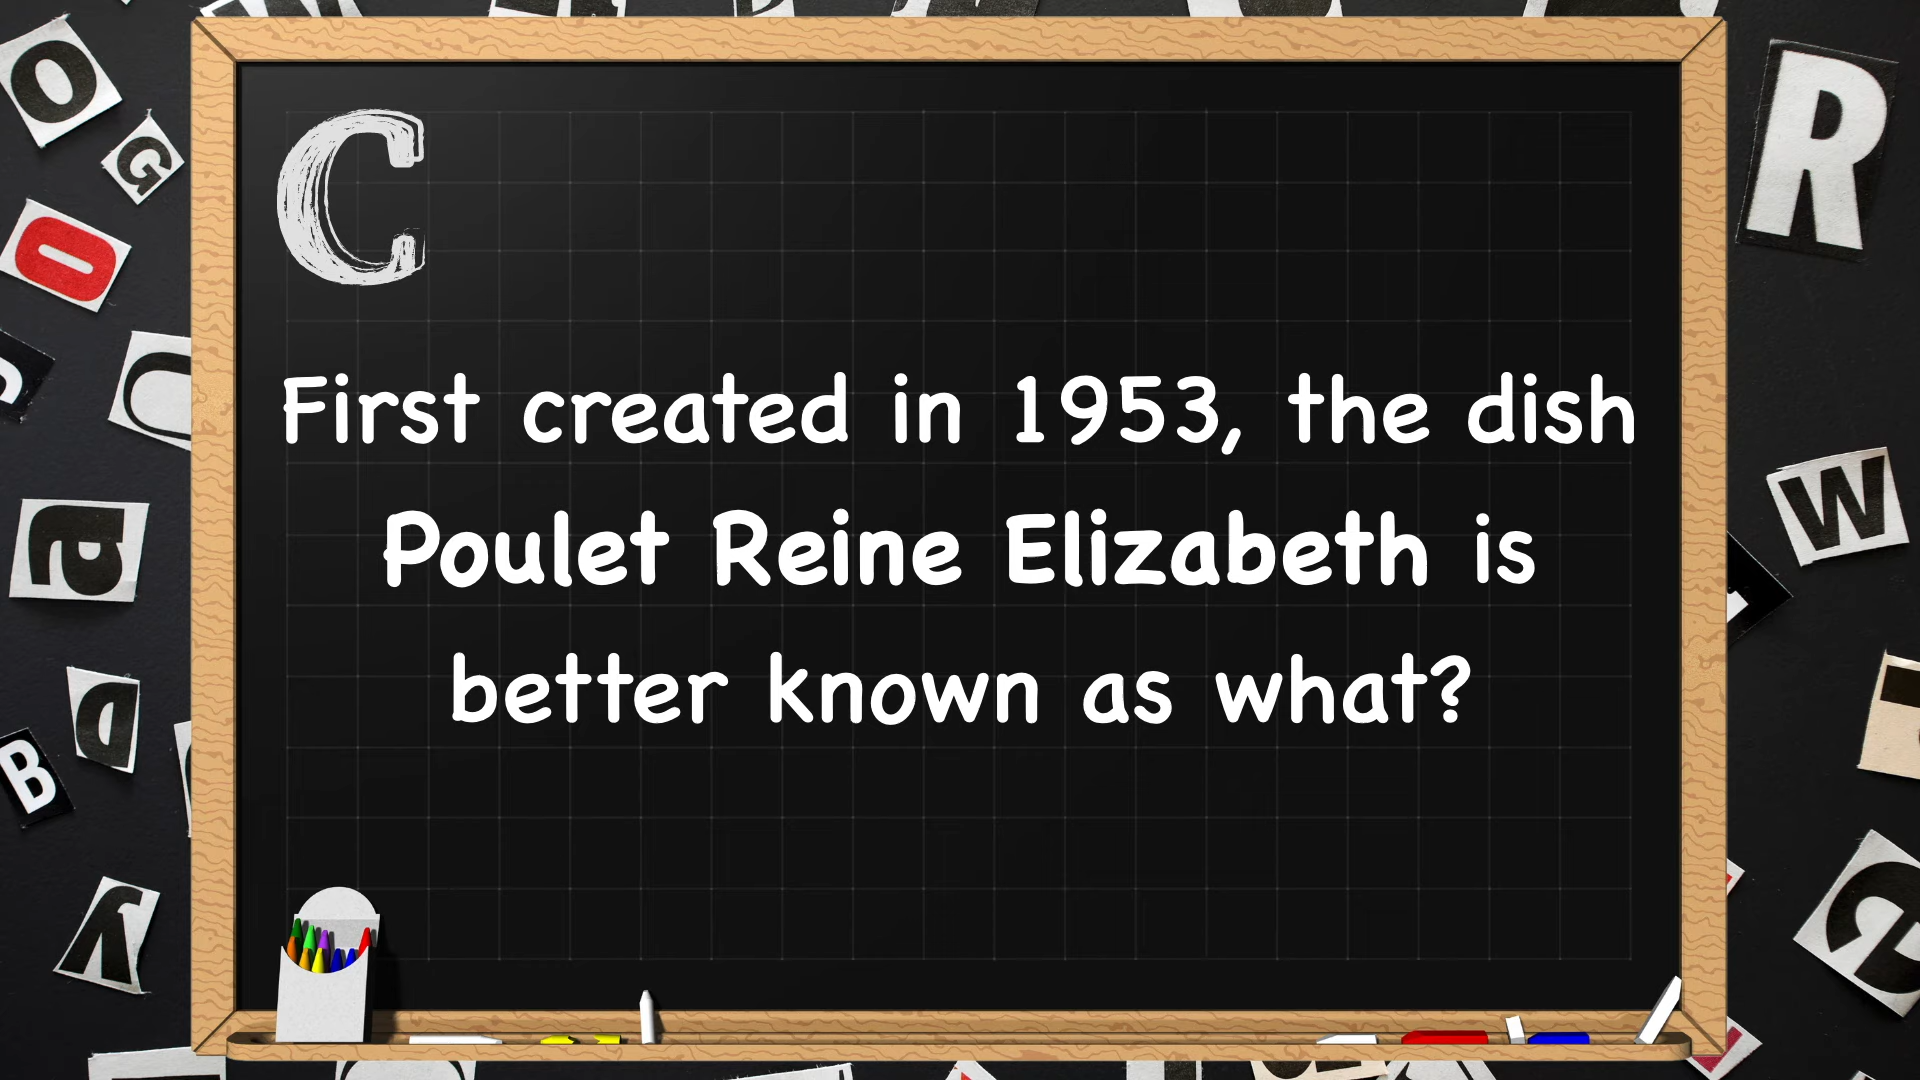 C
First created in 1953, the dish
Poulet Reine Elizabeth is
better known as what?
O
G
O
a
D
B
y
R
W
e